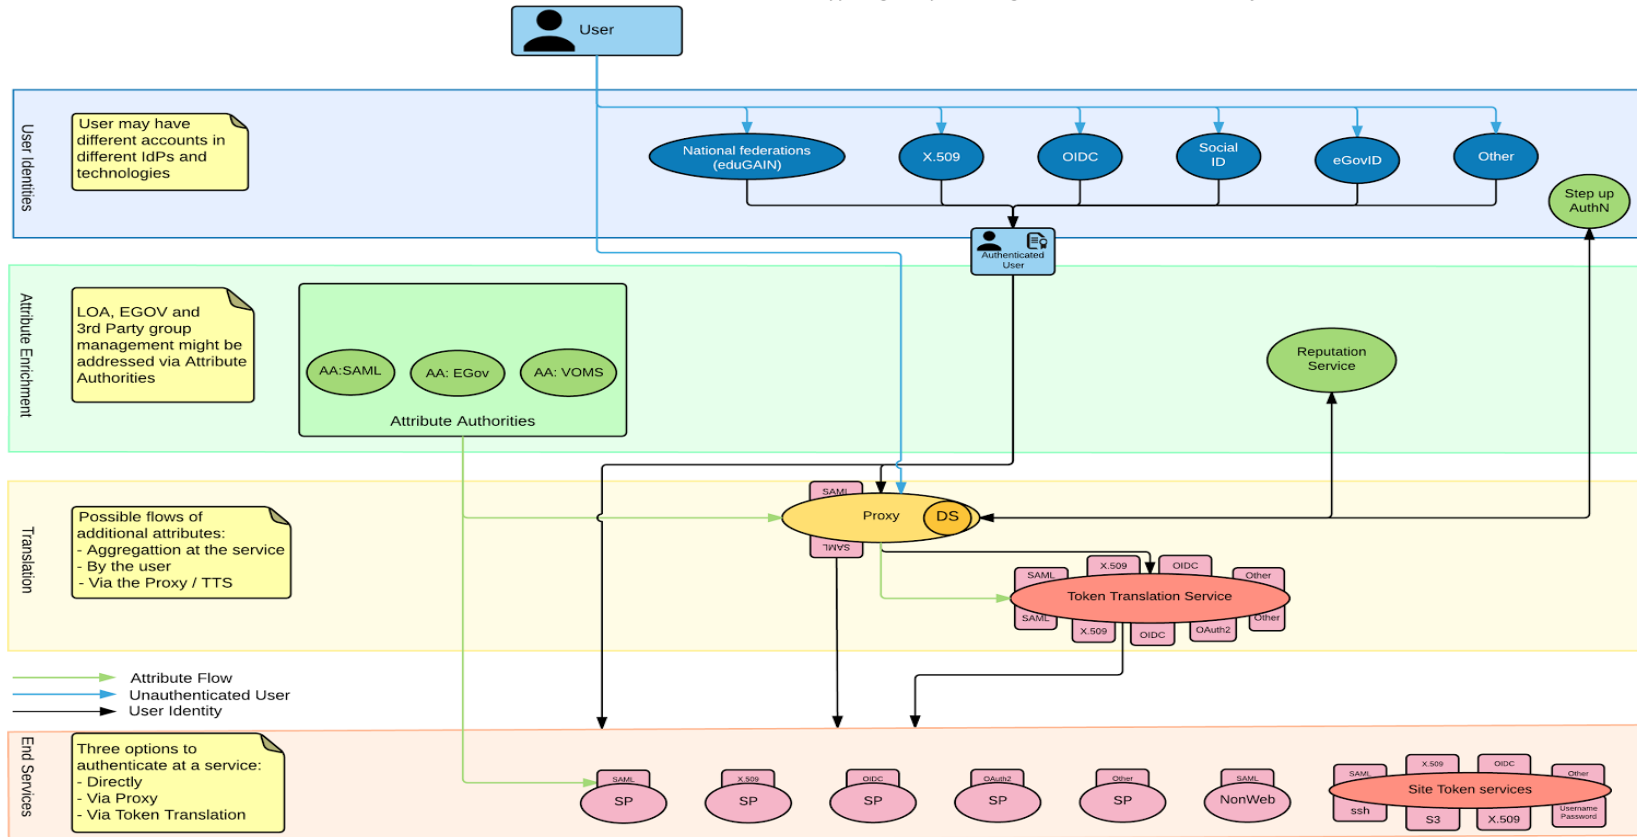 User
User Identities
User may have
different accounts in
different IdPs and
technologies
National federations
(eduGAIN)
X.509
OIDC
Social
ID
eGovID
Other
Step up
AuthN
Authenticated
User
Attribute Enrichment
LOA, EGOV and
3rd Party group
management might be
addressed via Attribute
Authorities
AA:SAML
AA: EGov
AA: VOMS
Attribute Authorities
Reputation
Service
Translation
Possible flows of
additional attributes:
- Aggregattion at the service
- By the user
- Via the Proxy / TTS
SAML
Proxy
DS
SAML
SAML
X.509
OIDC
Other
Token Translation Service
SAML
X.509
OIDC
OAuth2
Other
Attribute Flow
Unauthenticated User
User Identity
End Services
Three options to
authenticate at a service:
- Directly
- Via Proxy
- Via Token Translation
SAML
SP
X.509
SP
OIDC
SP
OAuth2
SP
Other
SP
SAML
NonWeb
SAML
X.509
OIDC
Other
Site Token services
ssh
S3
X.509
Username
Password